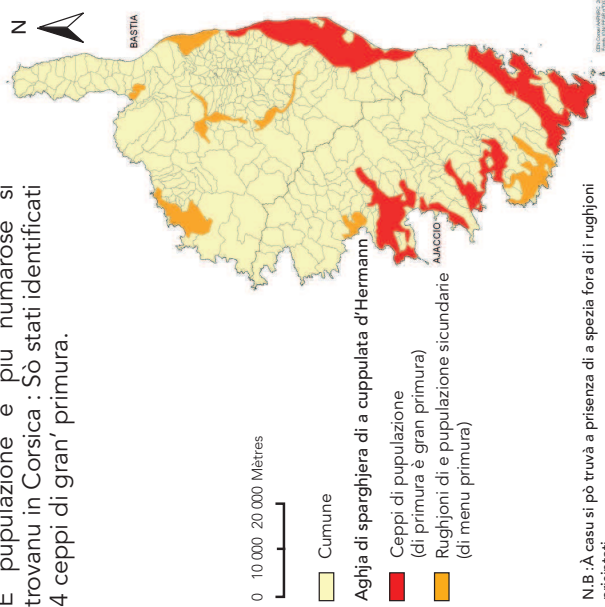 E pupulazione e più numarose si
trovanu in Corsica : Sò stati identificati
4 ceppi di gran' primura.
N
BASTIA
AJACCIO
0 10 000 20 000 Mètres
Cumune
Aghja di sparghjera di a cuppulata d'Hermann
Ceppi di pupulazione
(di primura è gran primura)
Rughjoni di e pupulazione sicundarie
(di menu primura)
N.B :À casu si pò truvà a prisenza di a spezia fora di i rughjoni